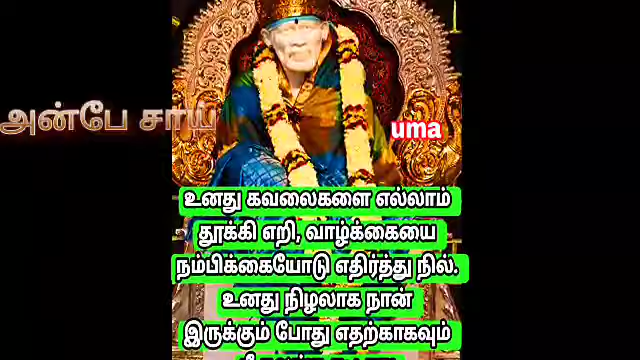 அன்பே சாய்
uma
உனது கவலைகளை எல்லாம்
தூக்கி எறி, வாழ்க்கையை
நம்பிக்கையோடு எதிர்த்து நில்.
உனது நிழலாக நான்
இருக்கும் போது எதற்காகவும்